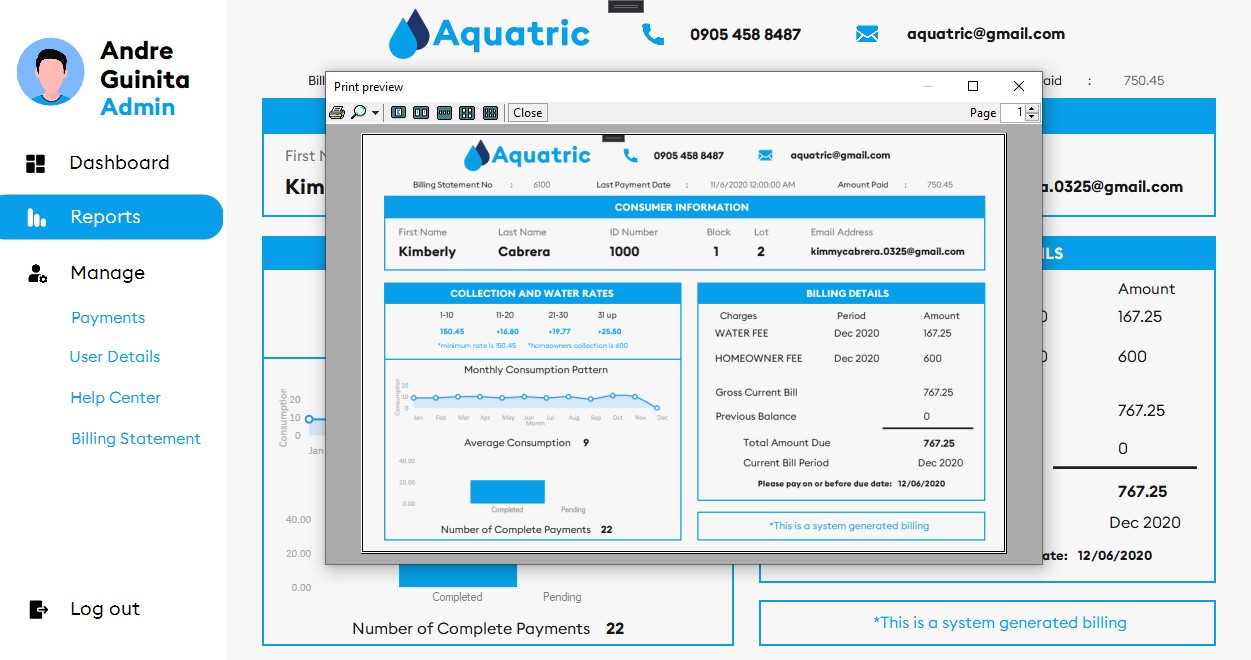 Andre
Guinita
Admin
Dashboard
Reports
Manage
Payments
User Details
Help Center
Billing Statement
Log out
Aquatric 0905 458 8487 aquatric@gmail.com
Bill aid : 750.45
First N
Kim a.0325@gmail.com
ILS
Amount
0 167.25
0 600
767.25
0
767.25
Dec 2020
ate: 12/06/2020
*This is a system generated billing
Consumption
20
10
0
Jan
40.00
20.00
0.00
Completed Pending
Number of Complete Payments 22
Print preview
Close Page 1
Aquatric 0905 458 8487 aquatric@gmail.com
Billing Statement No : 6100 Last Payment Date : 11/6/2020 12:00:00 AM Amount Paid : 750.45
CONSUMER INFORMATION
First Name Last Name ID Number Block Lot Email Address
Kimberly Cabrera 1000 1 2 kimmycabrera.0325@gmail.com
COLLECTION AND WATER RATES
1-10 11-20 21-30 31 up
150.45 +16.80 +19.77 +25.50
*minimum rate is 150.45 *homeowners collection is 600
Monthly Consumption Pattern
Consumption
20
10
0
Jan Feb Mar Apr May Jun Jul Aug Sep Oct Nov Dec
Month
Average Consumption 9
40.00
20.00
0.00
Completed Pending
Number of Complete Payments 22
BILLING DETAILS
Charges Period Amount
WATER FEE Dec 2020 167.25
HOMEOWNER FEE Dec 2020 600
Gross Current Bill 767.25
Previous Balance 0
Total Amount Due 767.25
Current Bill Period Dec 2020
Please pay on or before due date: 12/06/2020
*This is a system generated billing